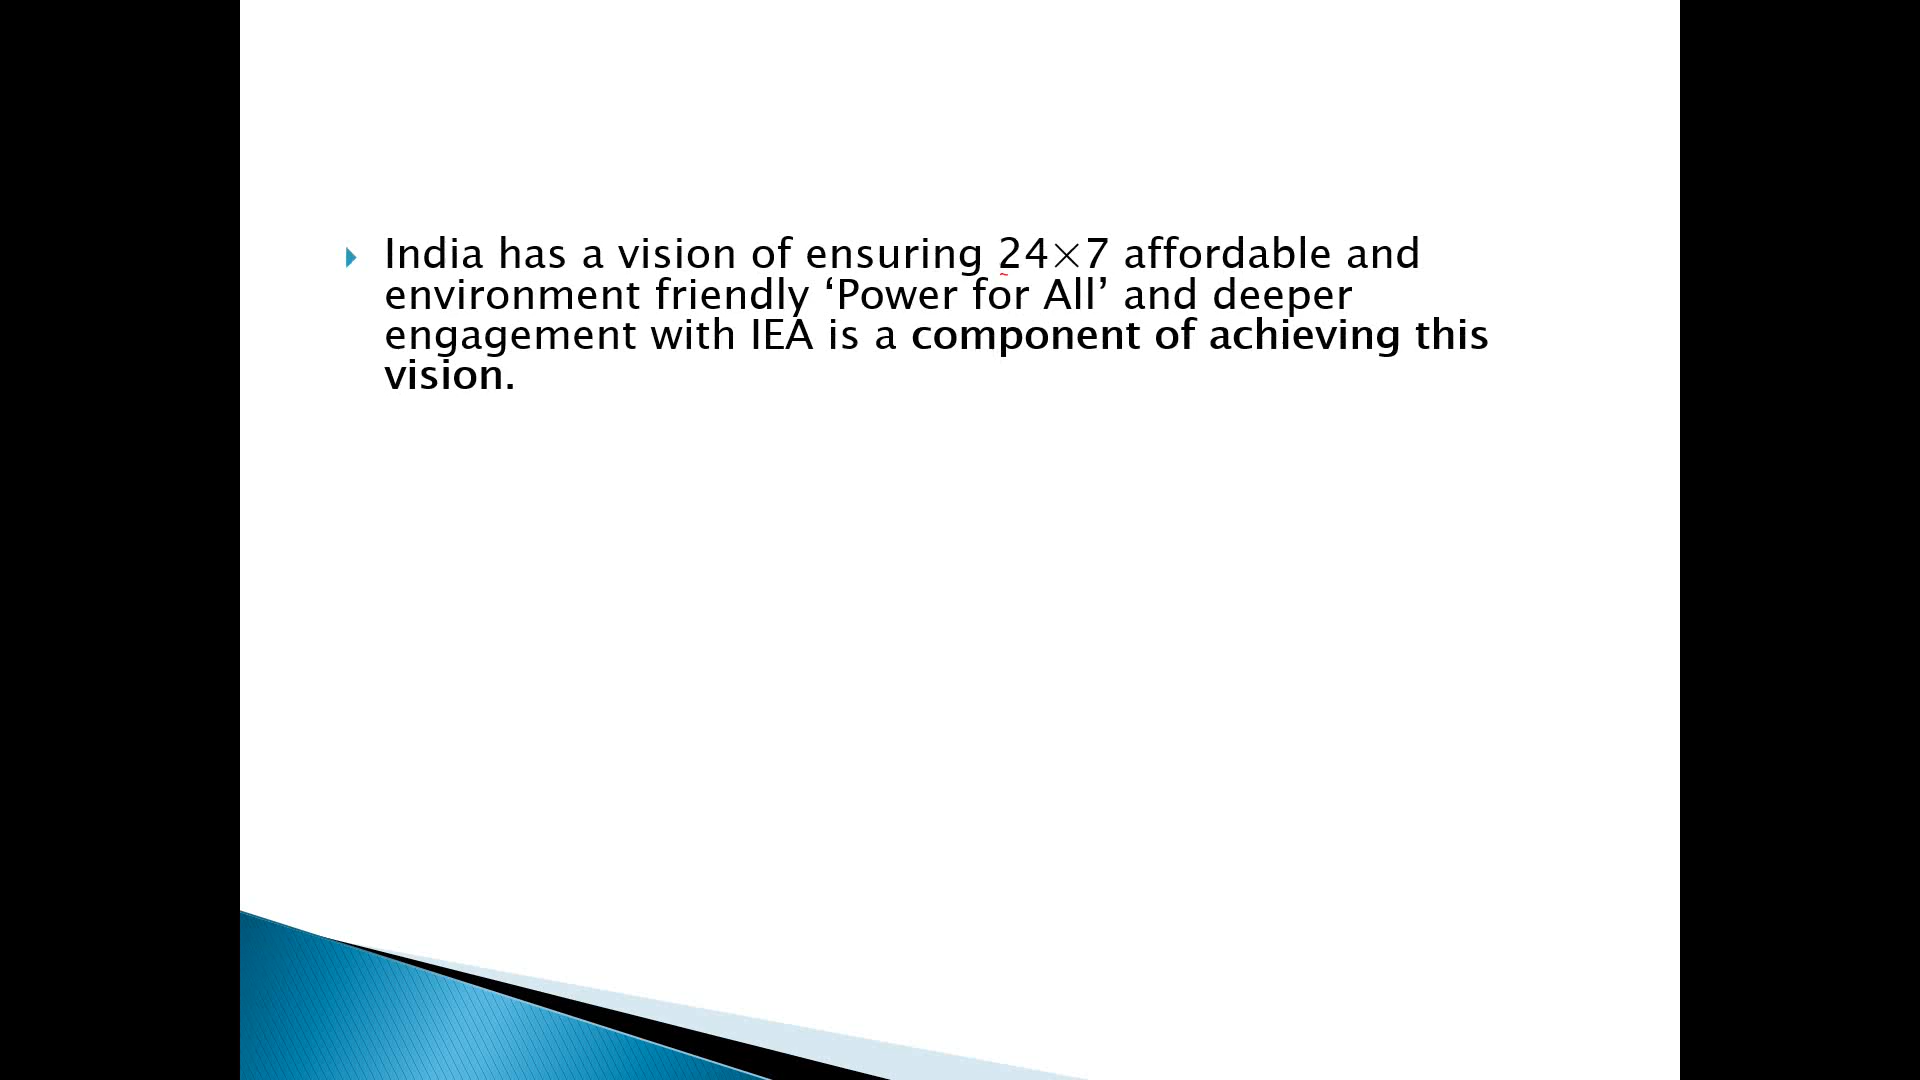 India has a vision of ensuring 24×7 affordable and
environment friendly ‘Power for All’ and deeper
engagement with IEA is a component of achieving this
vision.